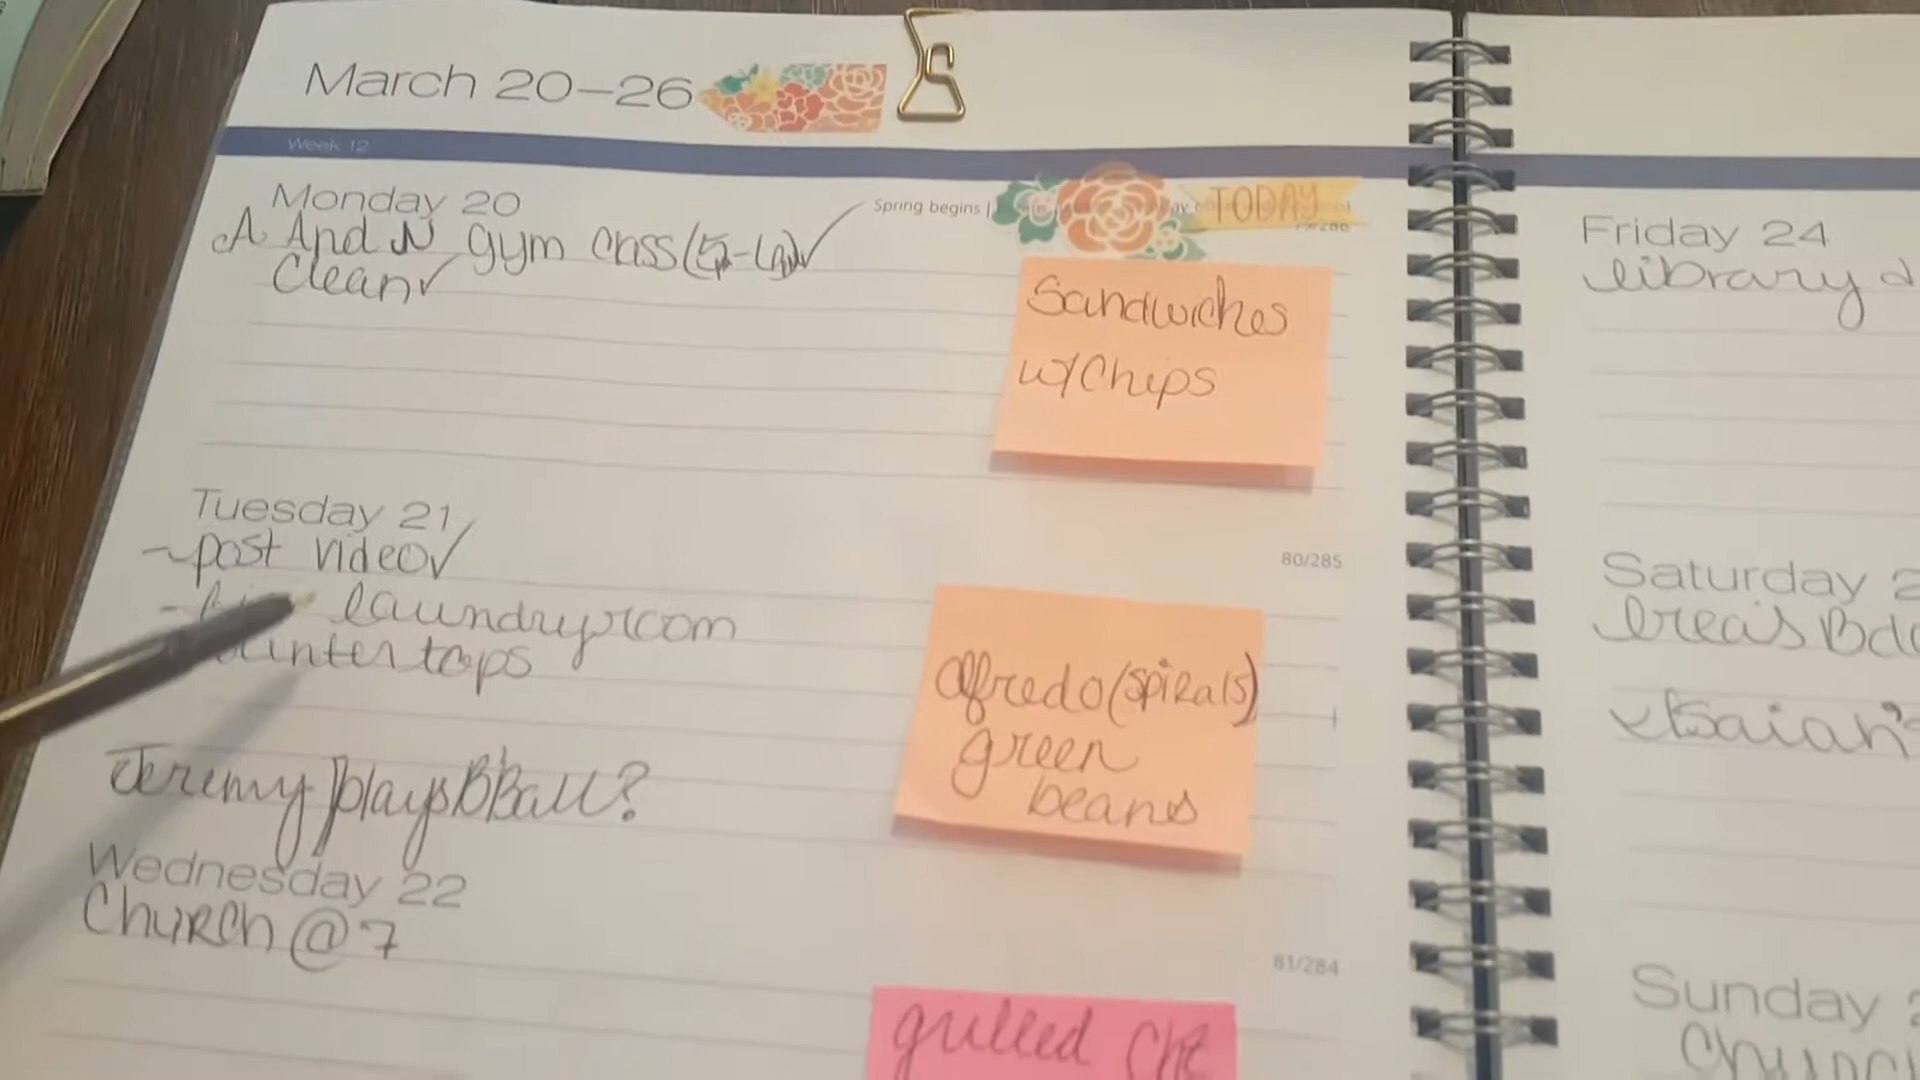 March 20–26
Week 12
Monday 20
Spring begins
TODAY
A And N gym class
Clean✓
Sandwiches
w/Chips
Tuesday 21
80/285
~post video✓
- laundry room
tops
alfredo (spirals)
green
beans
Jeremy plays BBall?
Wednesday 22
Church @ 7
81/284
grilled
Friday 24
library
Saturday
Isaiah's
Sunday